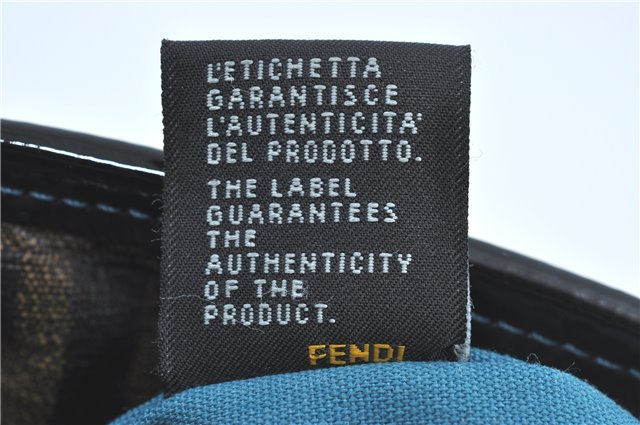 L'ETICHETTA
GARANTISCE
L'AUTENTICITA'
DEL PRODOTTO.
THE LABEL
GUARANTEES
THE
AUTHENTICITY
OF THE
PRODUCT.
FENDI